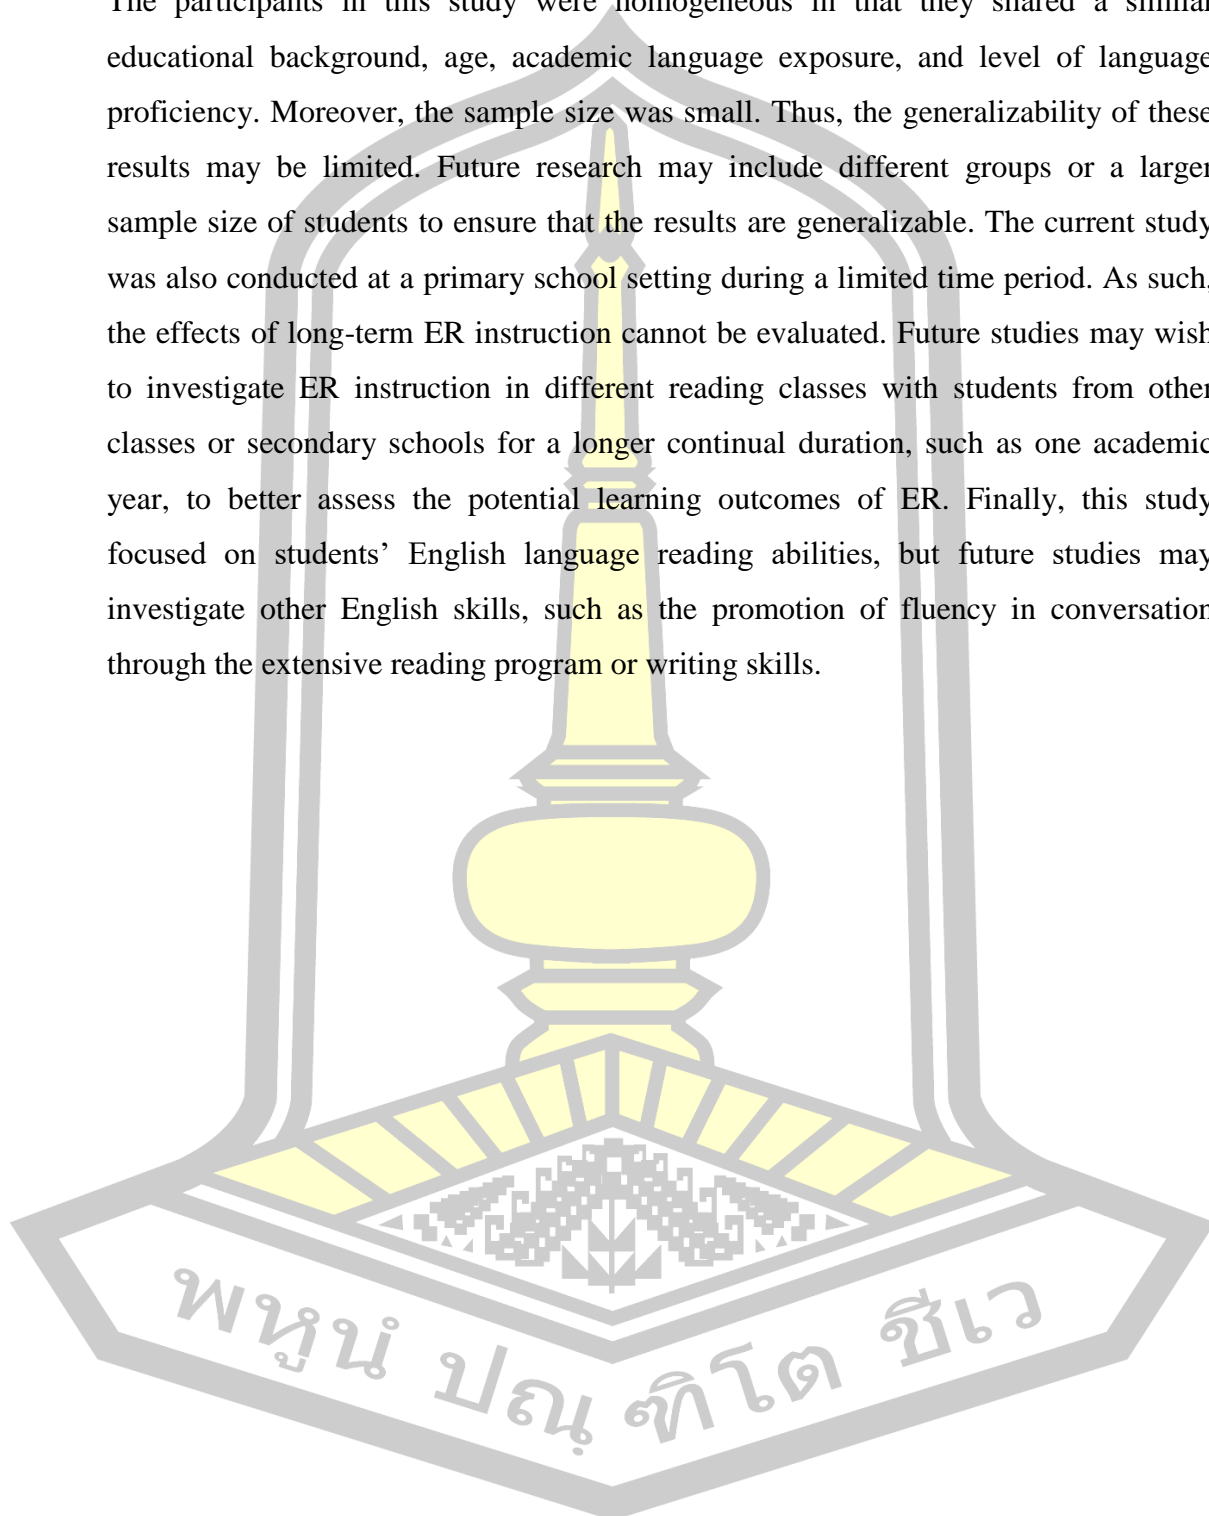 The participants in this study were homogeneous in that they shared a similar
educational background, age, academic language exposure, and level of language
proficiency. Moreover, the sample size was small. Thus, the generalizability of these
results may be limited. Future research may include different groups or a larger
sample size of students to ensure that the results are generalizable. The current study
was also conducted at a primary school setting during a limited time period. As such,
the effects of long-term ER instruction cannot be evaluated. Future studies may wish
to investigate ER instruction in different reading classes with students from other
classes or secondary schools for a longer continual duration, such as one academic
year, to better assess the potential learning outcomes of ER. Finally, this study
focused on students’ English language reading abilities, but future studies may
investigate other English skills, such as the promotion of fluency in conversation
through the extensive reading program or writing skills.
พหูนํ ปณฺฑิโต ชีเว